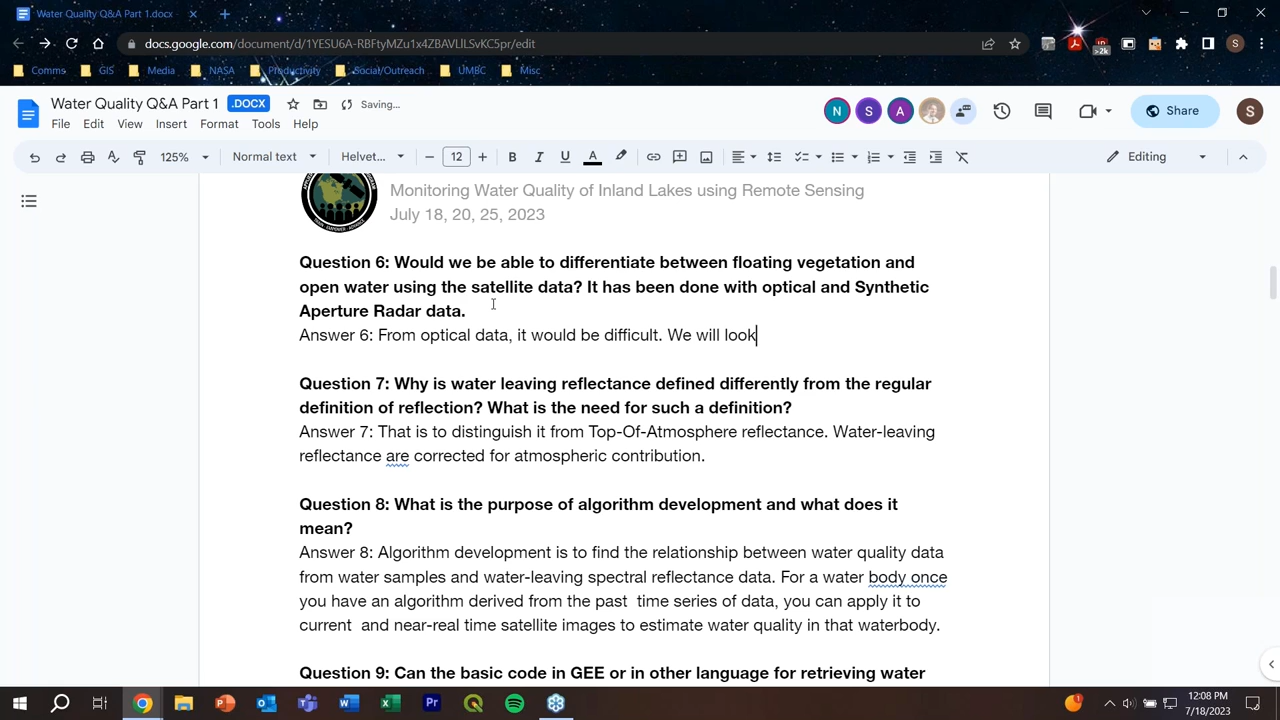 Water Quality Q&A Part 1.docx
docs.google.com/document/d/1YESU6A-RBFtyMZu1x4ZBAVLlLSvKC5pr/edit
>2k
S
Comms
GIS
Media
NASA
Productivity
Social/Outreach
UMBC
Misc
Water Quality Q&A Part 1
.DOCX
Saving...
File
Edit
View
Insert
Format
Tools
Help
N
S
A
Share
S
125%
Normal text
Helvet...
12
B
I
U
A
Editing
Monitoring Water Quality of Inland Lakes using Remote Sensing
July 18, 20, 25, 2023
Question 6: Would we be able to differentiate between floating vegetation and
open water using the satellite data? It has been done with optical and Synthetic
Aperture Radar data.
Answer 6: From optical data, it would be difficult. We will look
Question 7: Why is water leaving reflectance defined differently from the regular
definition of reflection? What is the need for such a definition?
Answer 7: That is to distinguish it from Top-Of-Atmosphere reflectance. Water-leaving
reflectance are corrected for atmospheric contribution.
Question 8: What is the purpose of algorithm development and what does it
mean?
Answer 8: Algorithm development is to find the relationship between water quality data
from water samples and water-leaving spectral reflectance data. For a water body once
you have an algorithm derived from the past  time series of data, you can apply it to
current  and near-real time satellite images to estimate water quality in that waterbody.
Question 9: Can the basic code in GEE or in other language for retrieving water
12:08 PM
7/18/2023